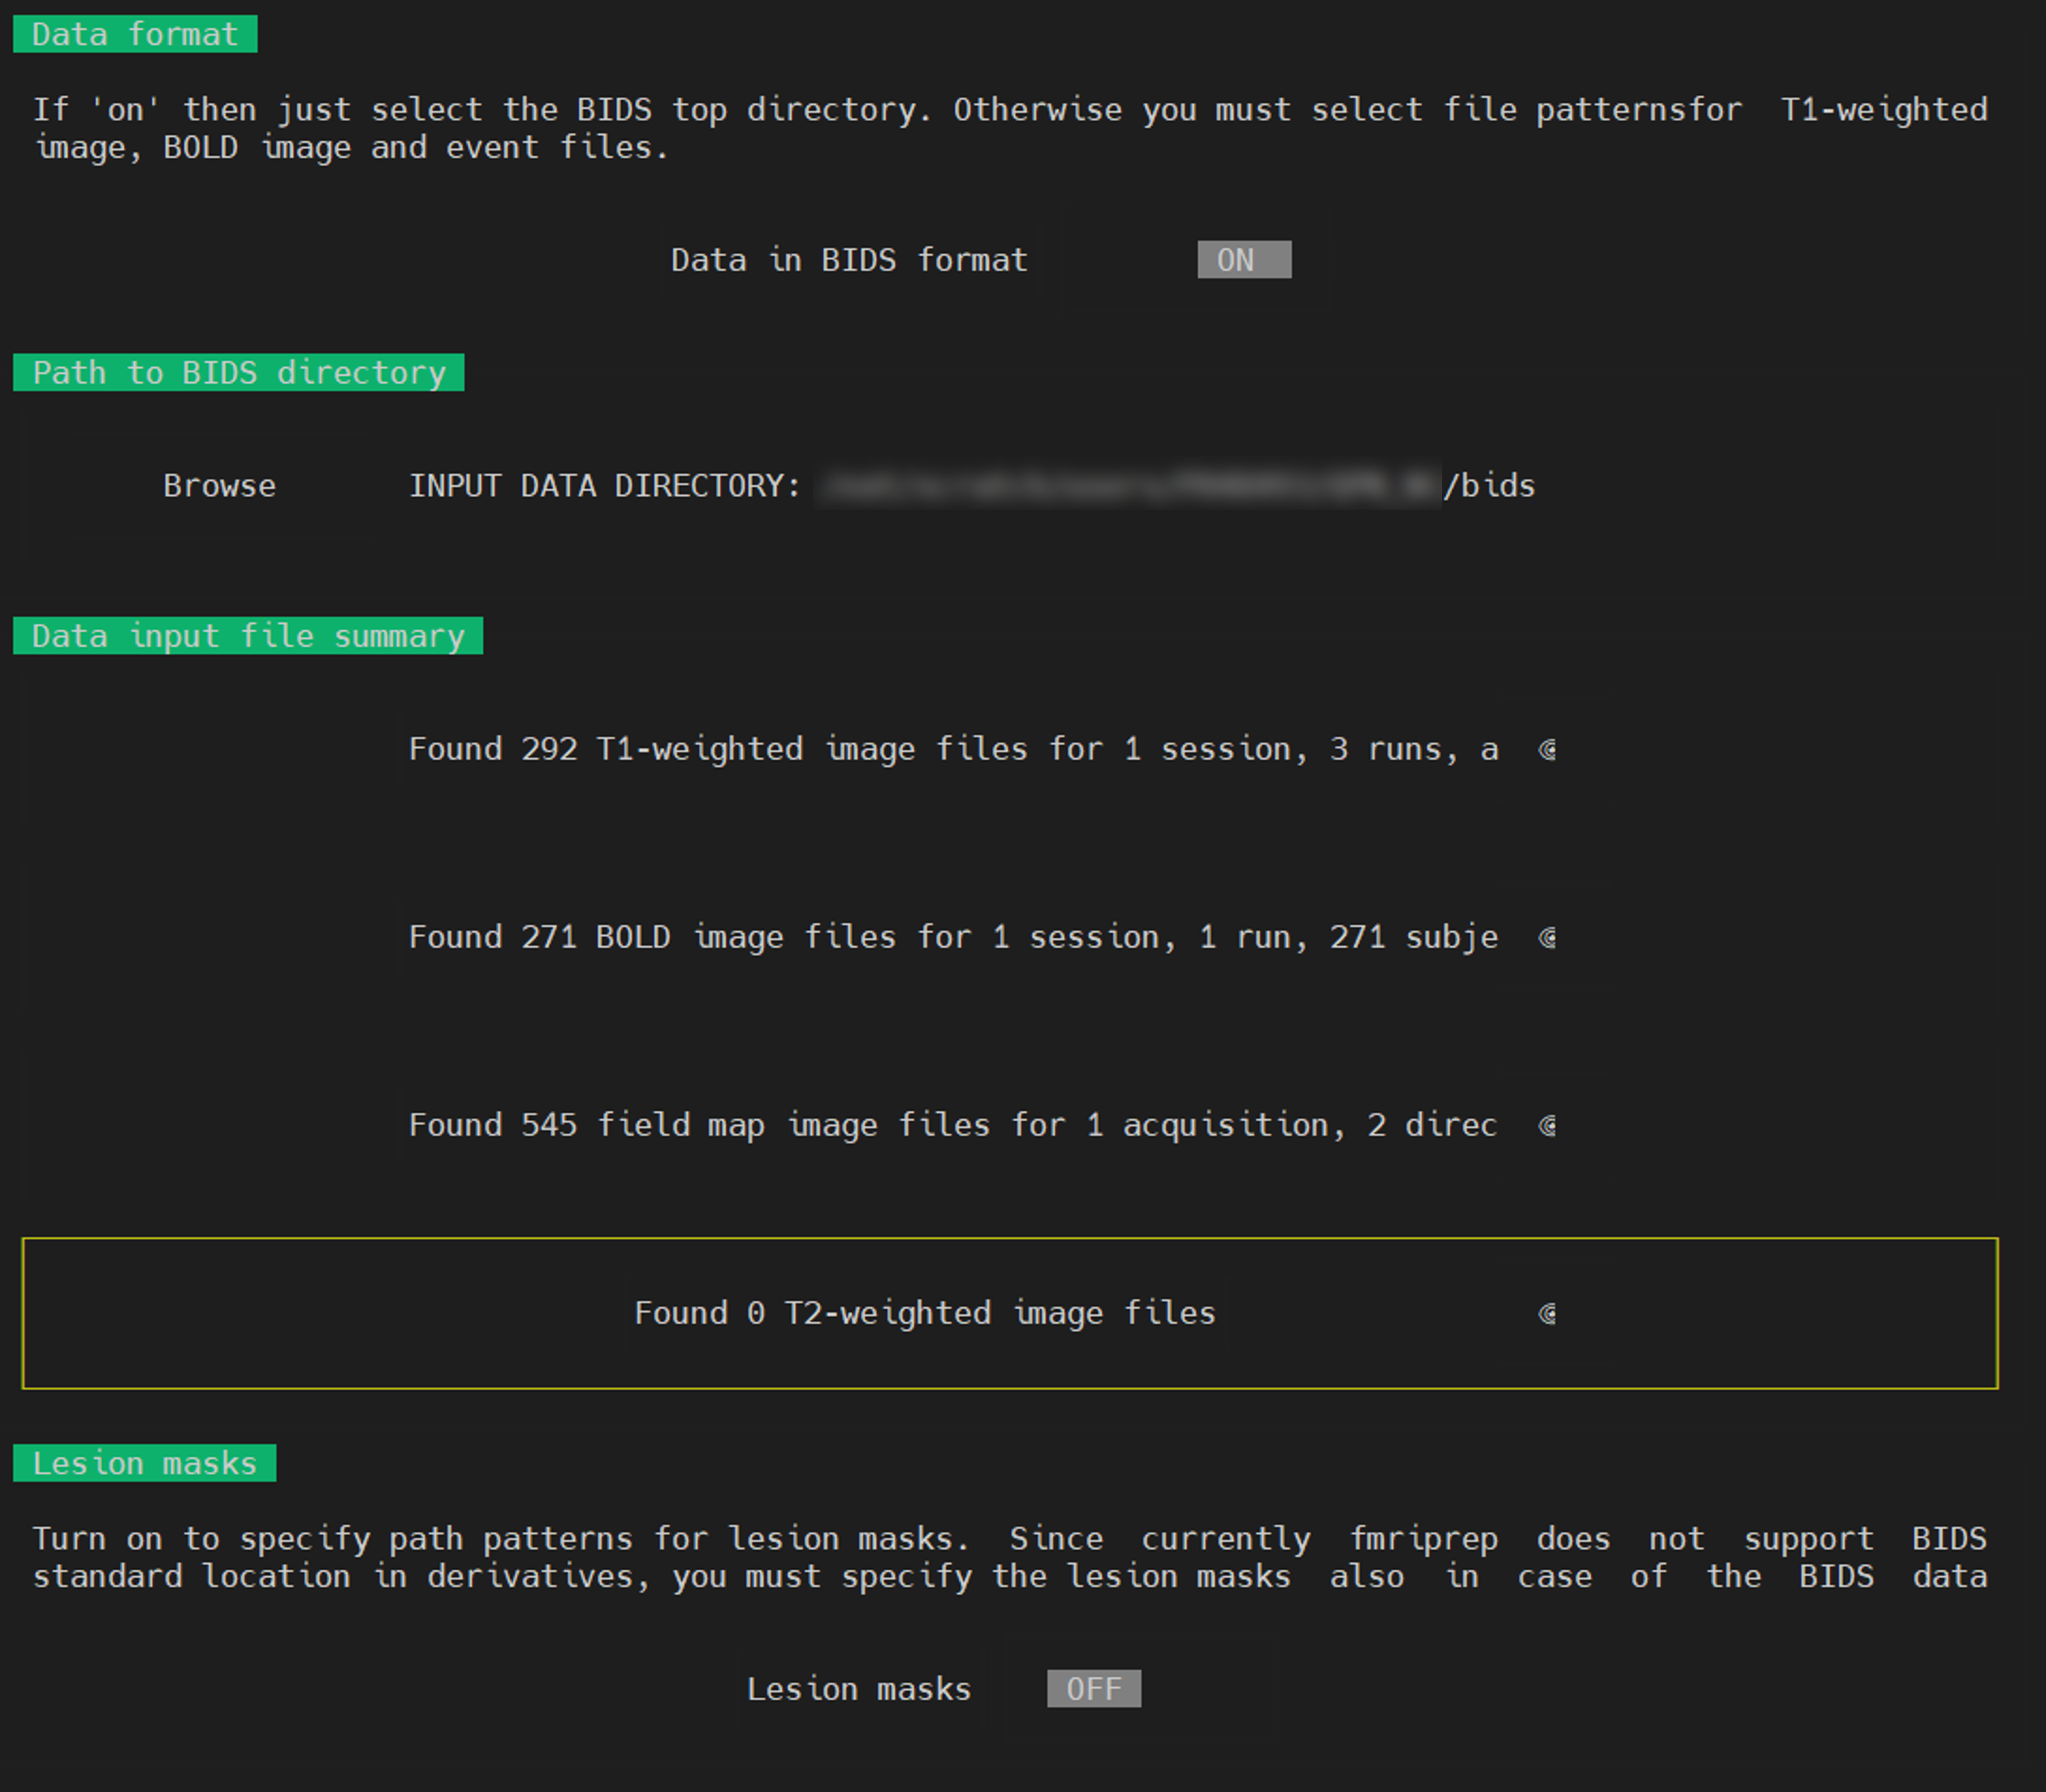 Data format
If 'on' then just select the BIDS top directory. Otherwise you must select file patternsfor T1-weighted
image, BOLD image and event files.
Data in BIDS format ON
Path to BIDS directory
Browse INPUT DATA DIRECTORY: /bids
Data input file summary
Found 292 T1-weighted image files for 1 session, 3 runs, a
Found 271 BOLD image files for 1 session, 1 run, 271 subje
Found 545 field map image files for 1 acquisition, 2 direc
Found 0 T2-weighted image files
Lesion masks
Turn on to specify path patterns for lesion masks. Since currently fmriprep does not support BIDS
standard location in derivatives, you must specify the lesion masks also in case of the BIDS data
Lesion masks OFF